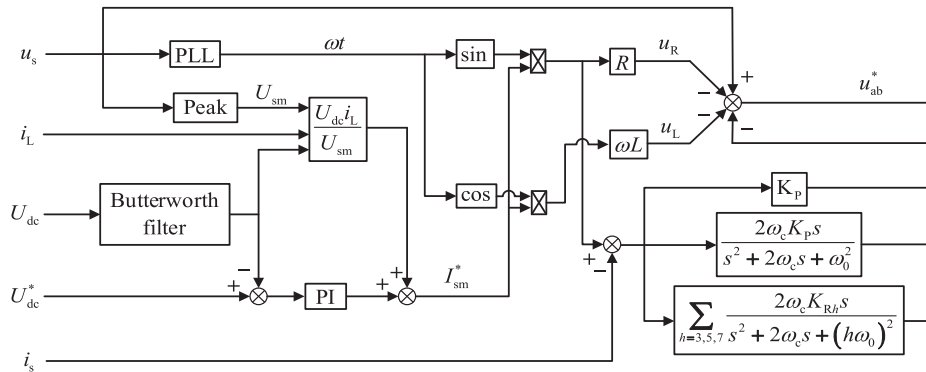 u_s
PLL
ωt
sin
R
u_R
+
−
−
−
u*_ab
Peak
U_sm
U_dc i_L
U_sm
i_L
ωL
u_L
cos
K_P
U_dc
Butterworth
filter
2ω_c K_P s
s² + 2ω_c s + ω_0²
+
−
−
+
+
+
U*_dc
PI
I*_sm
∑ h=3,5,7
2ω_c K_Rh s
s² + 2ω_c s + (hω_0)²
i_s